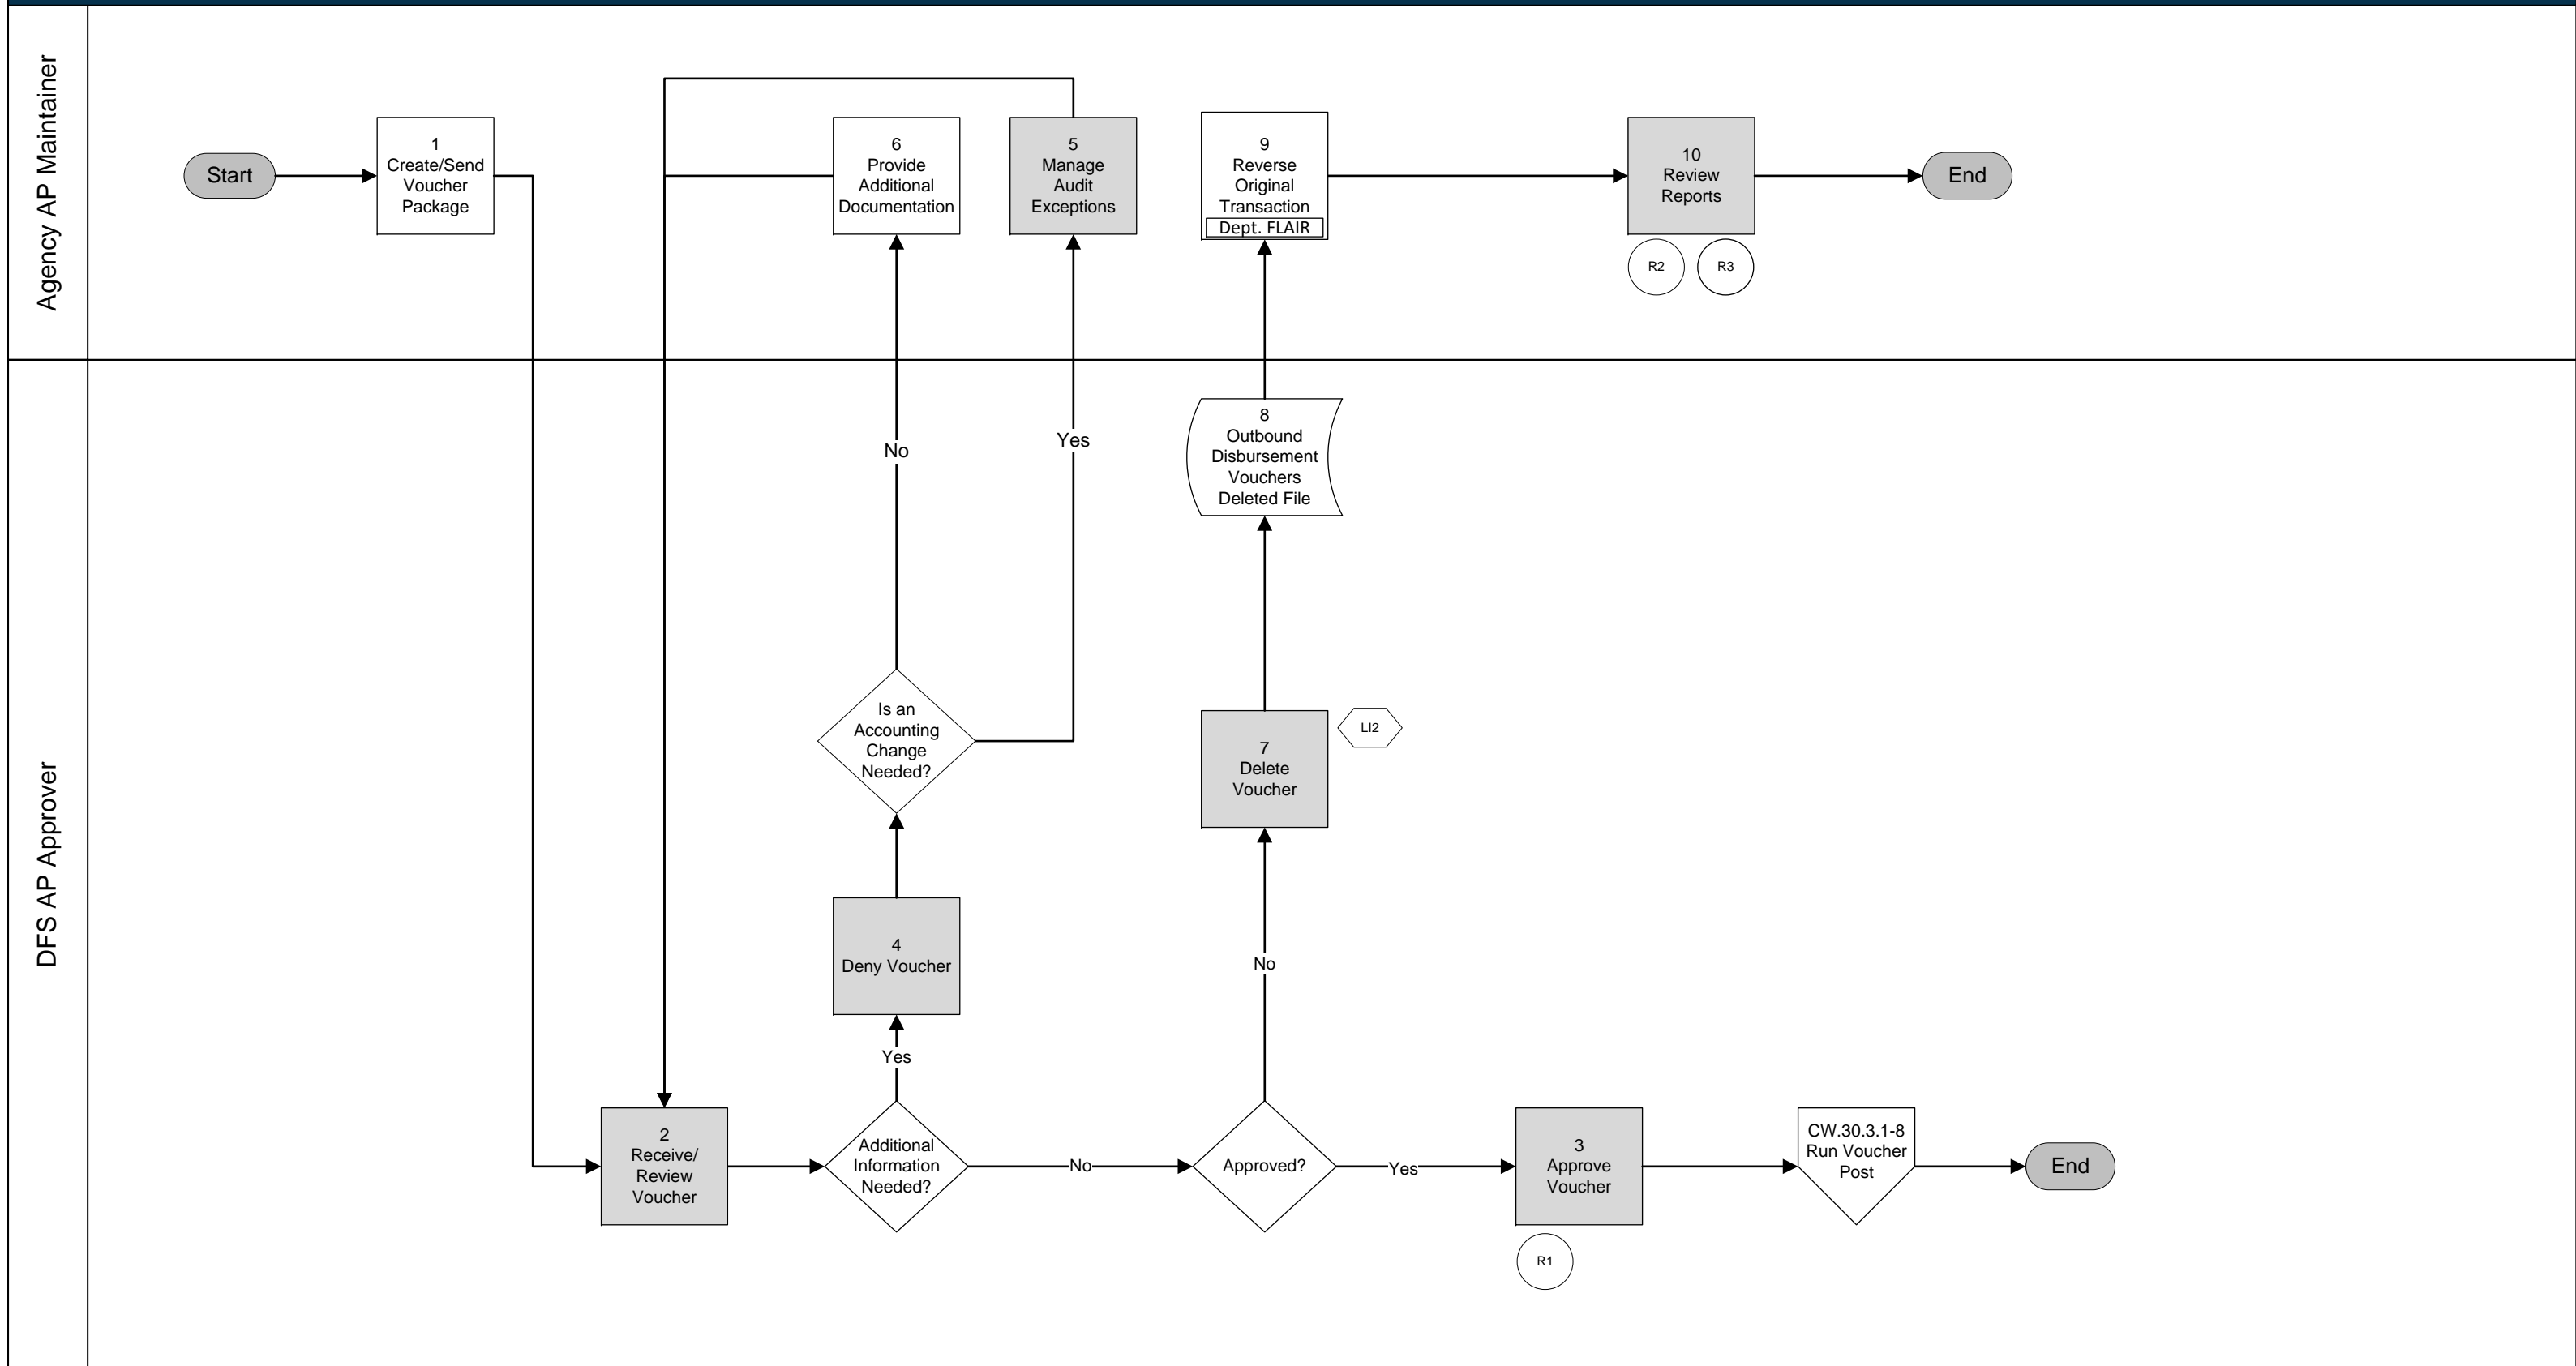 Agency AP Maintainer
Start
1
Create/Send
Voucher
Package
6
Provide
Additional
Documentation
5
Manage
Audit
Exceptions
9
Reverse
Original
Transaction
Dept. FLAIR
10
Review
Reports
R2
R3
End
DFS AP Approver
No
Yes
8
Outbound
Disbursement
Vouchers
Deleted File
Is an
Accounting
Change
Needed?
7
Delete
Voucher
LI2
4
Deny Voucher
No
Yes
2
Receive/
Review
Voucher
Additional
Information
Needed?
No
Approved?
Yes
3
Approve
Voucher
R1
CW.30.3.1-8
Run Voucher
Post
End